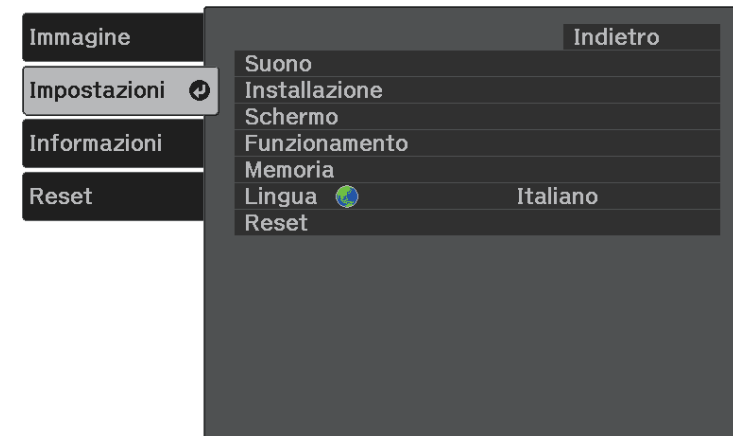 Immagine
Impostazioni
Informazioni
Reset
Indietro
Suono
Installazione
Schermo
Funzionamento
Memoria
Lingua Italiano
Reset